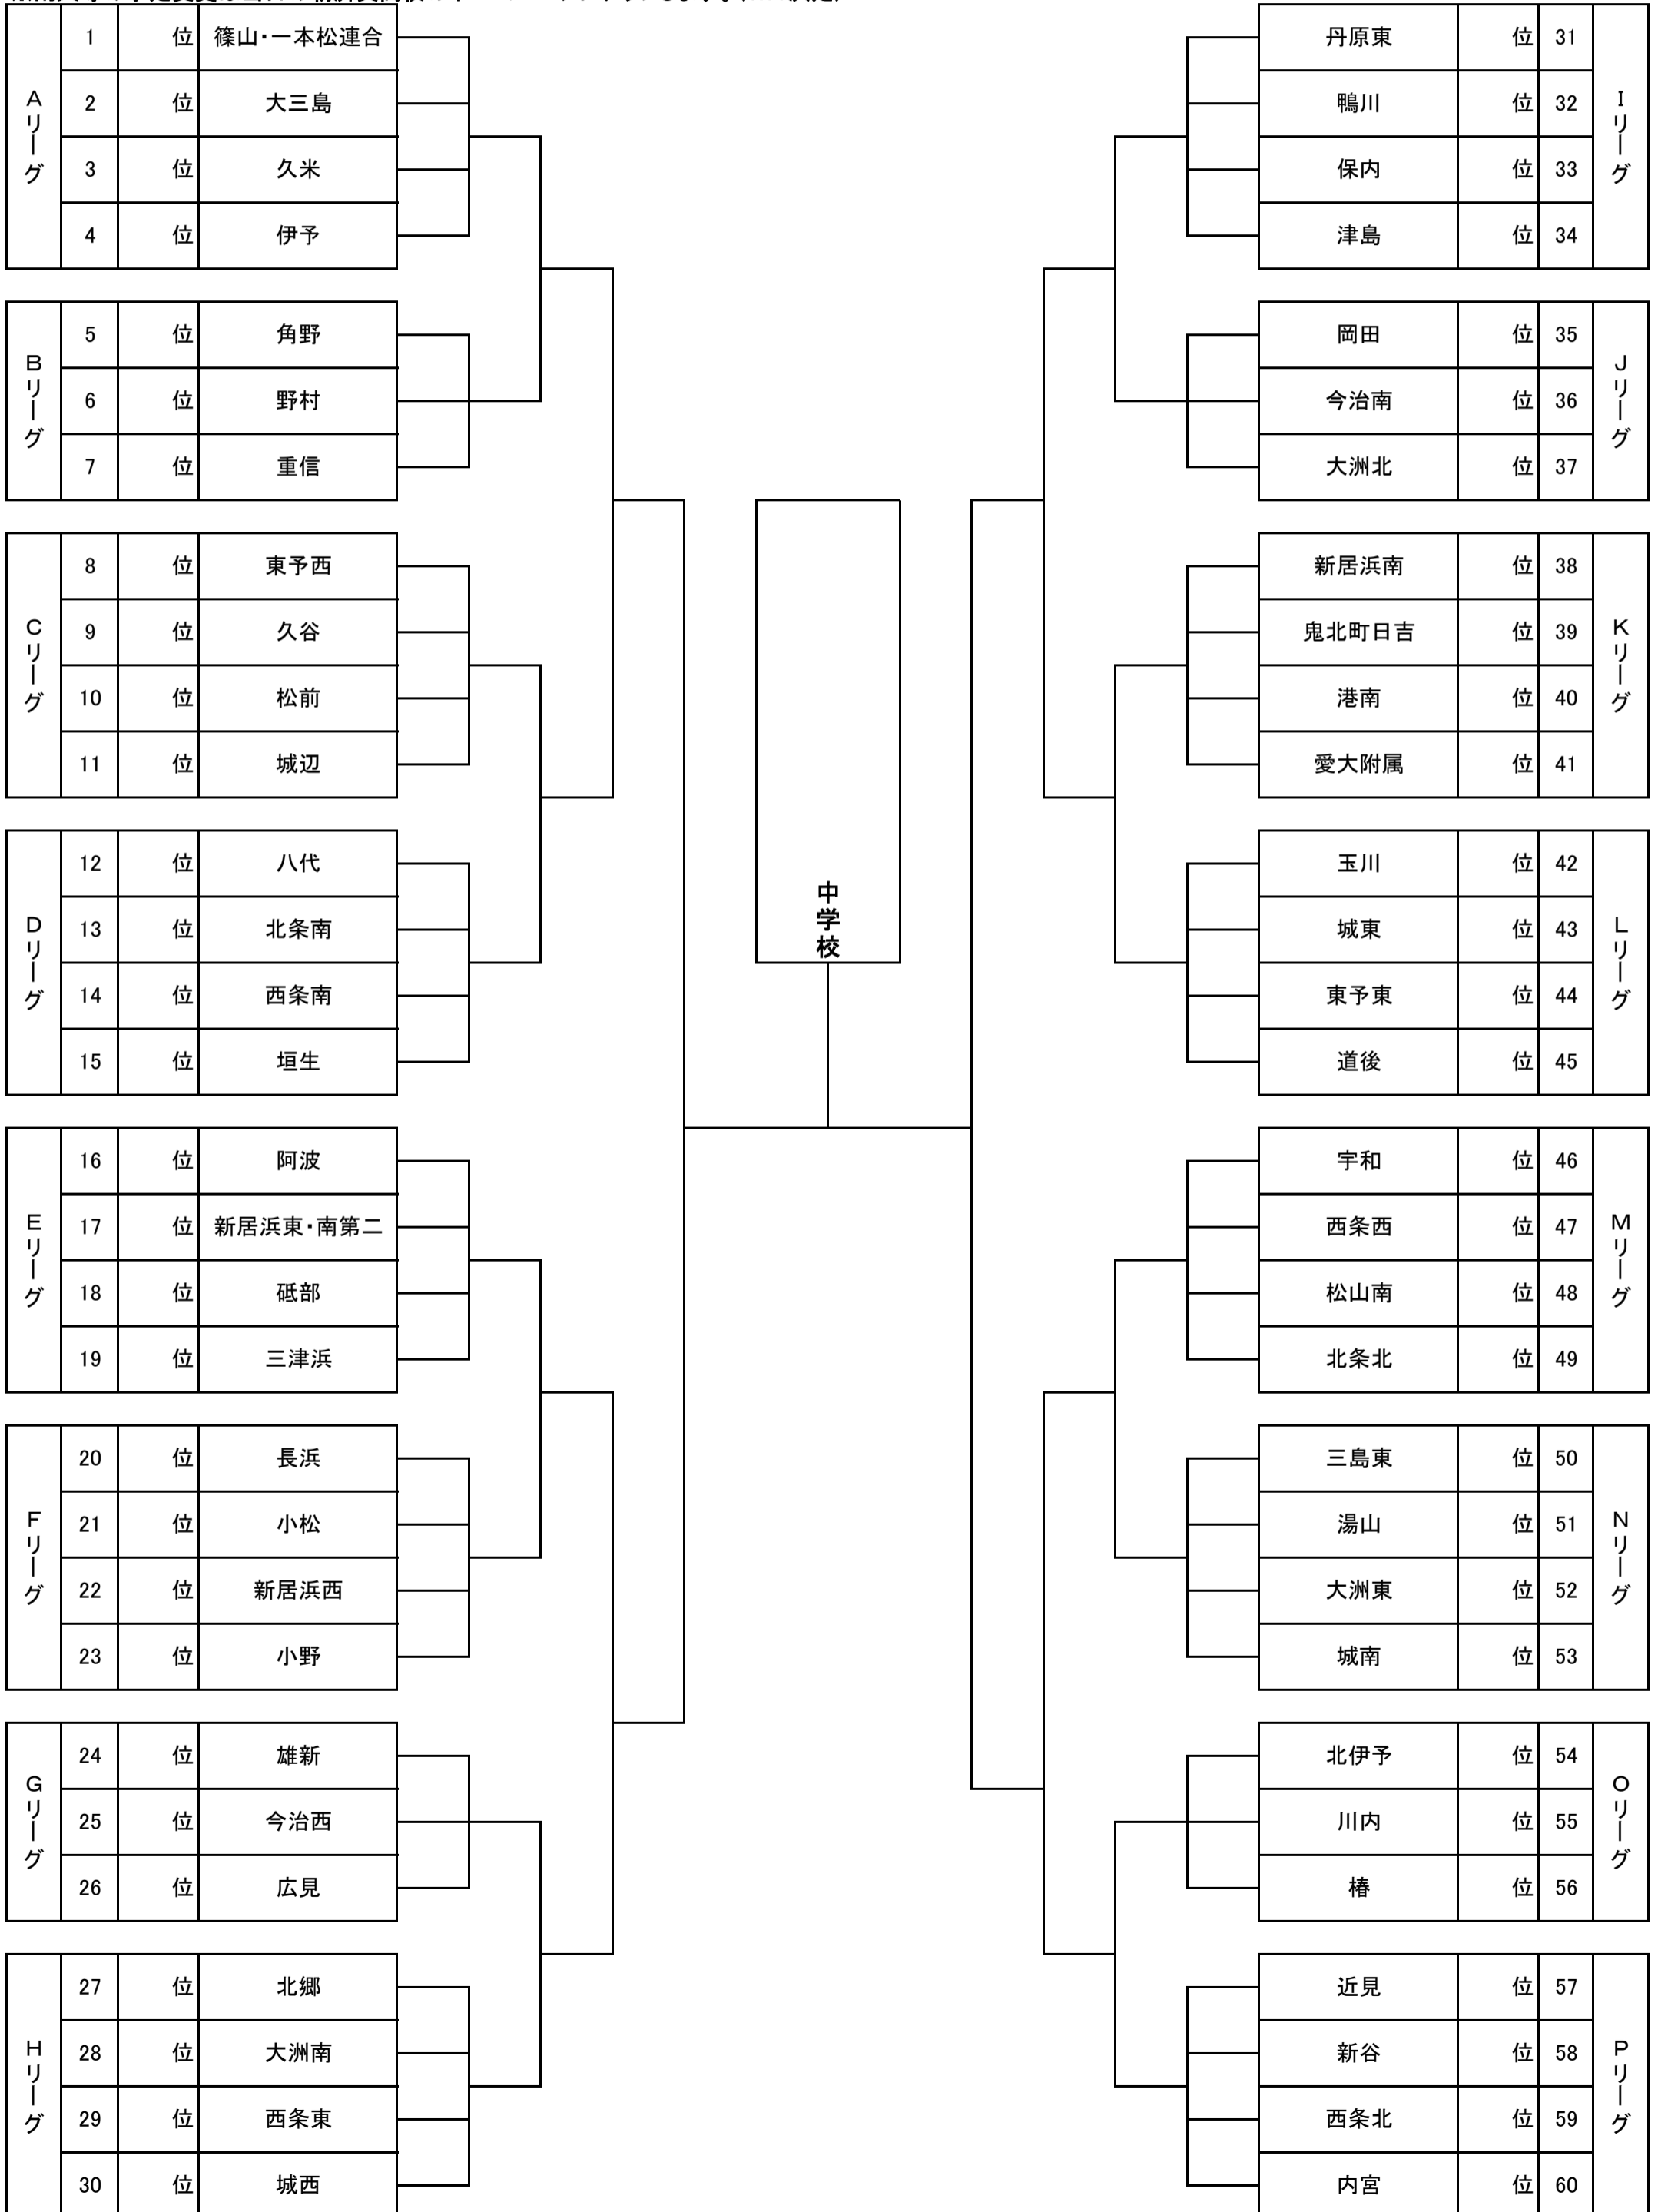 Aリーグ
1 位 篠山・一本松連合
2 位 大三島
3 位 久米
4 位 伊予
Bリーグ
5 位 角野
6 位 野村
7 位 重信
Cリーグ
8 位 東予西
9 位 久谷
10 位 松前
11 位 城辺
Dリーグ
12 位 八代
13 位 北条南
14 位 西条南
15 位 垣生
Eリーグ
16 位 阿波
17 位 新居浜東・南第二
18 位 砥部
19 位 三津浜
Fリーグ
20 位 長浜
21 位 小松
22 位 新居浜西
23 位 小野
Gリーグ
24 位 雄新
25 位 今治西
26 位 広見
Hリーグ
27 位 北郷
28 位 大洲南
29 位 西条東
30 位 城西
中学校
丹原東 位 31
鴨川 位 32
保内 位 33
津島 位 34
Iリーグ
岡田 位 35
今治南 位 36
大洲北 位 37
Jリーグ
新居浜南 位 38
鬼北町日吉 位 39
港南 位 40
愛大附属 位 41
Kリーグ
玉川 位 42
城東 位 43
東予東 位 44
道後 位 45
Lリーグ
宇和 位 46
西条西 位 47
松山南 位 48
北条北 位 49
Mリーグ
三島東 位 50
湯山 位 51
大洲東 位 52
城南 位 53
Nリーグ
北伊予 位 54
川内 位 55
椿 位 56
Oリーグ
近見 位 57
新谷 位 58
西条北 位 59
内宮 位 60
Pリーグ